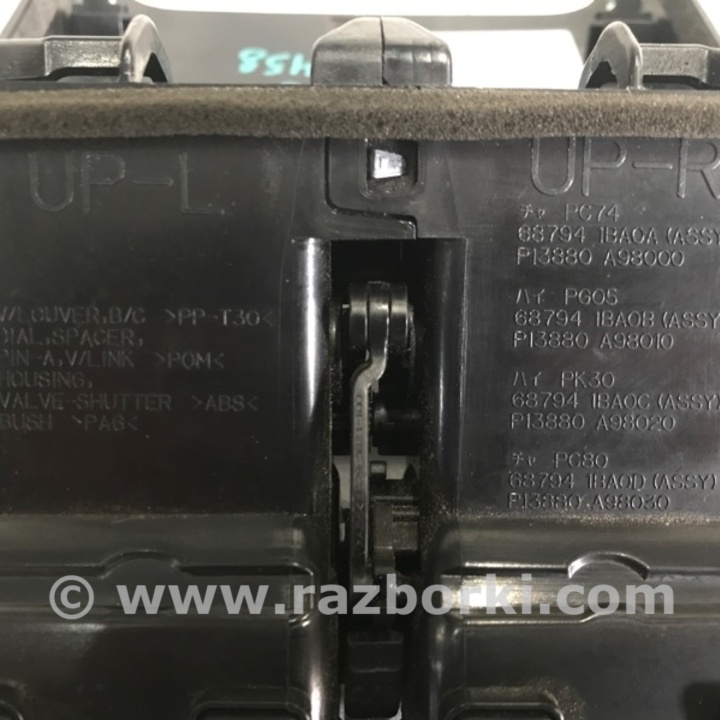 458
UP-L
UP-R
チャ PC74
68794 1BA0A (ASSY
P13880 A98000
ハイ PG05
68794 1BA0B (ASSY
P13880 A98010
ハイ PK30
68794 1BA0C (ASSY)
P13880 A98020
チャ PC80
68794 1BA0D (ASSY)
P13880 A98030
V/LOUVER,B/C >PP-T30<
DIAL,SPACER,
PIN-A,V/LINK >POM<
HOUSING,
VALVE-SHUTTER >ABS<
BUSH >PA6<
© www.razborki.com